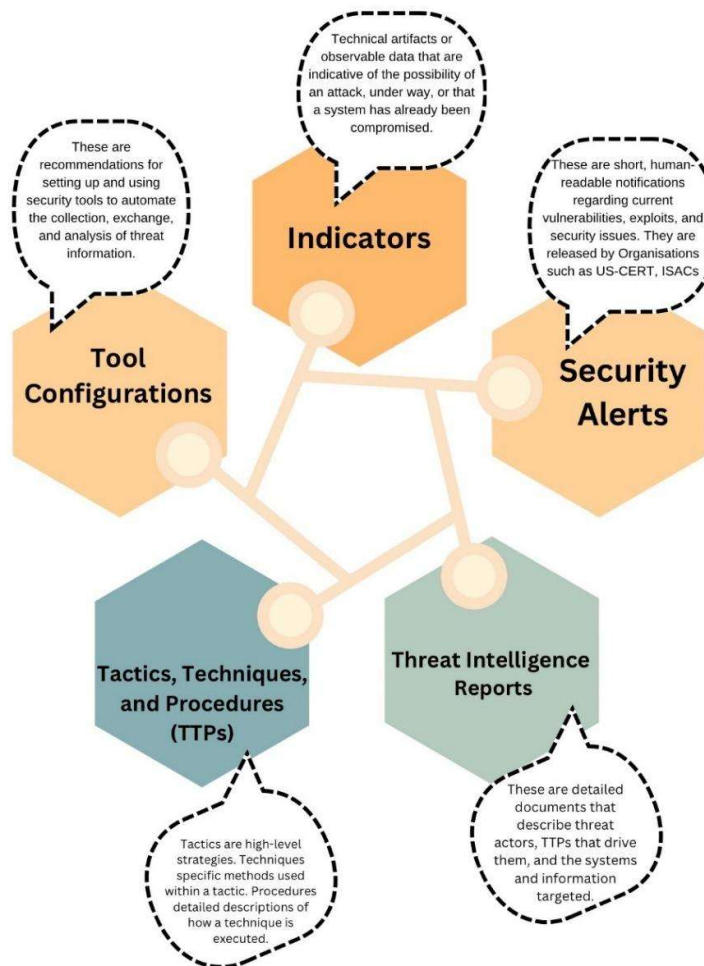 Technical artifacts or
observable data that are
indicative of the possibility of
an attack, under way, or that
a system has already been
compromised.
Indicators
These are
recommendations for
setting up and using
security tools to automate
the collection, exchange,
and analysis of threat
information.
Tool
Configurations
These are short, human-
readable notifications
regarding current
vulnerabilities, exploits, and
security issues. They are
released by Organisations
such as US-CERT, ISACs
Security
Alerts
Tactics, Techniques,
and Procedures
(TTPs)
Tactics are high-level
strategies. Techniques
specific methods used
within a tactic. Procedures
detailed descriptions of
how a technique is
executed.
Threat Intelligence
Reports
These are detailed
documents that
describe threat
actors, TTPs that drive
them, and the systems
and information
targeted.